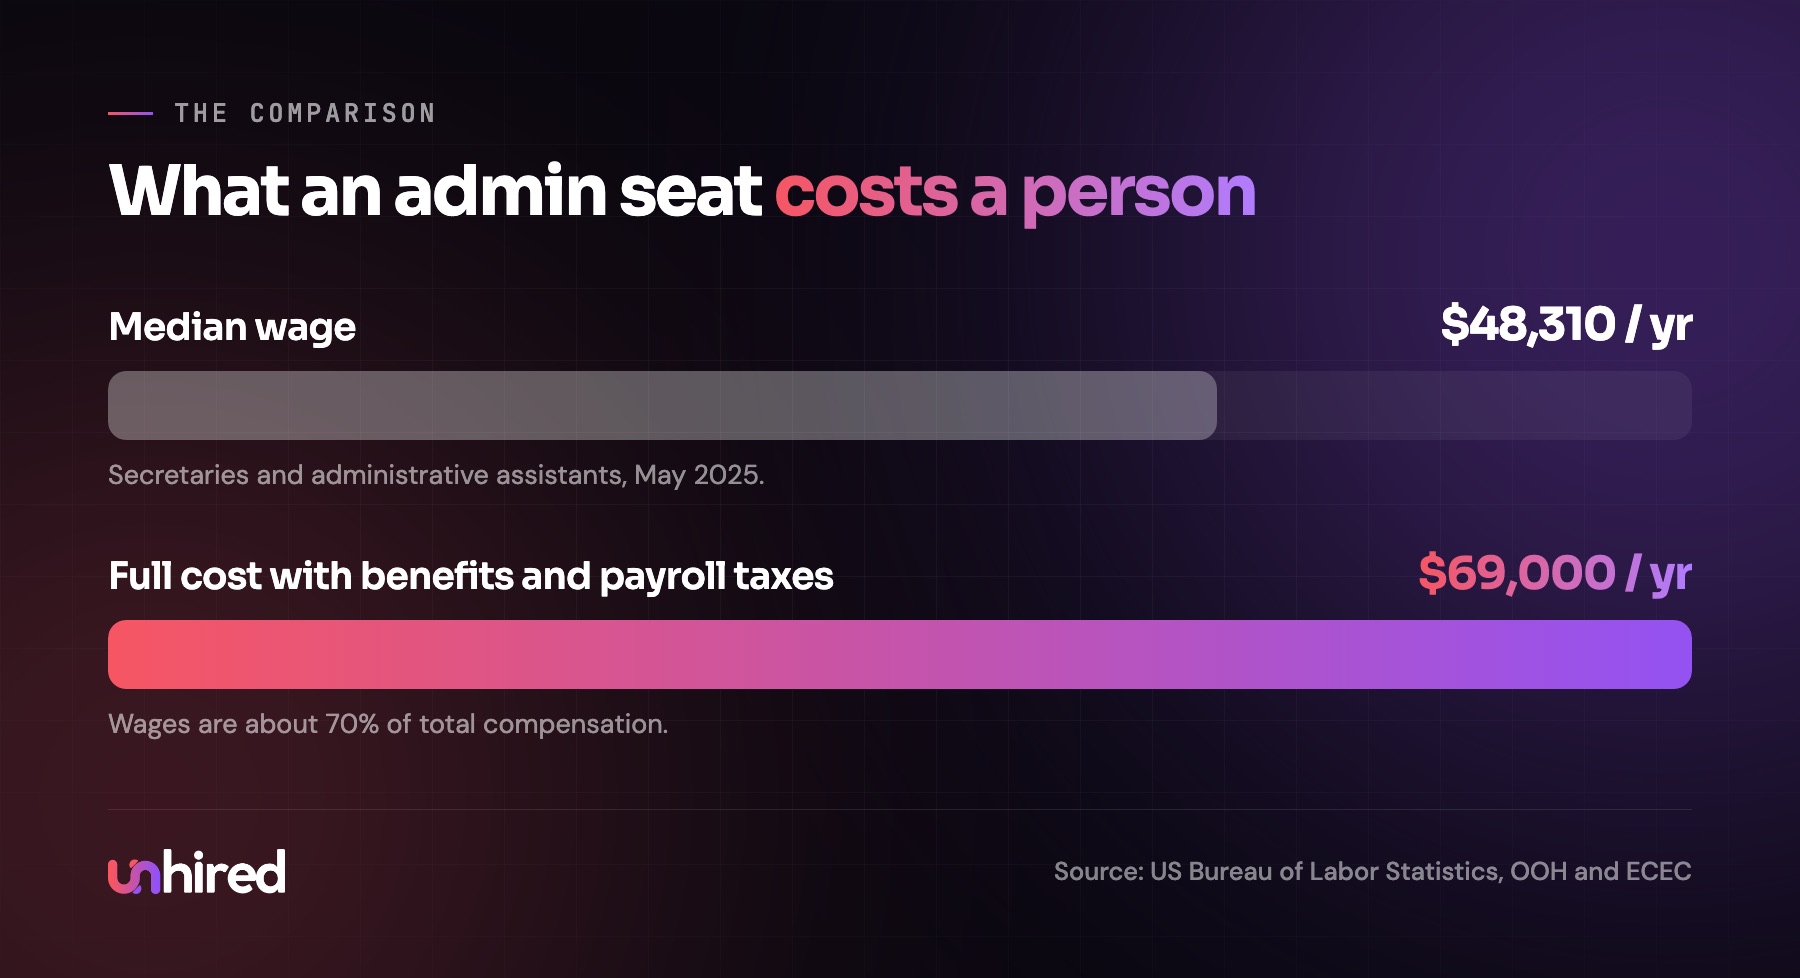 THE COMPARISON
What an admin seat costs a person
Median wage
$48,310 / yr
Secretaries and administrative assistants, May 2025.
Full cost with benefits and payroll taxes
$69,000 / yr
Wages are about 70% of total compensation.
unhired
Source: US Bureau of Labor Statistics, OOH and ECEC